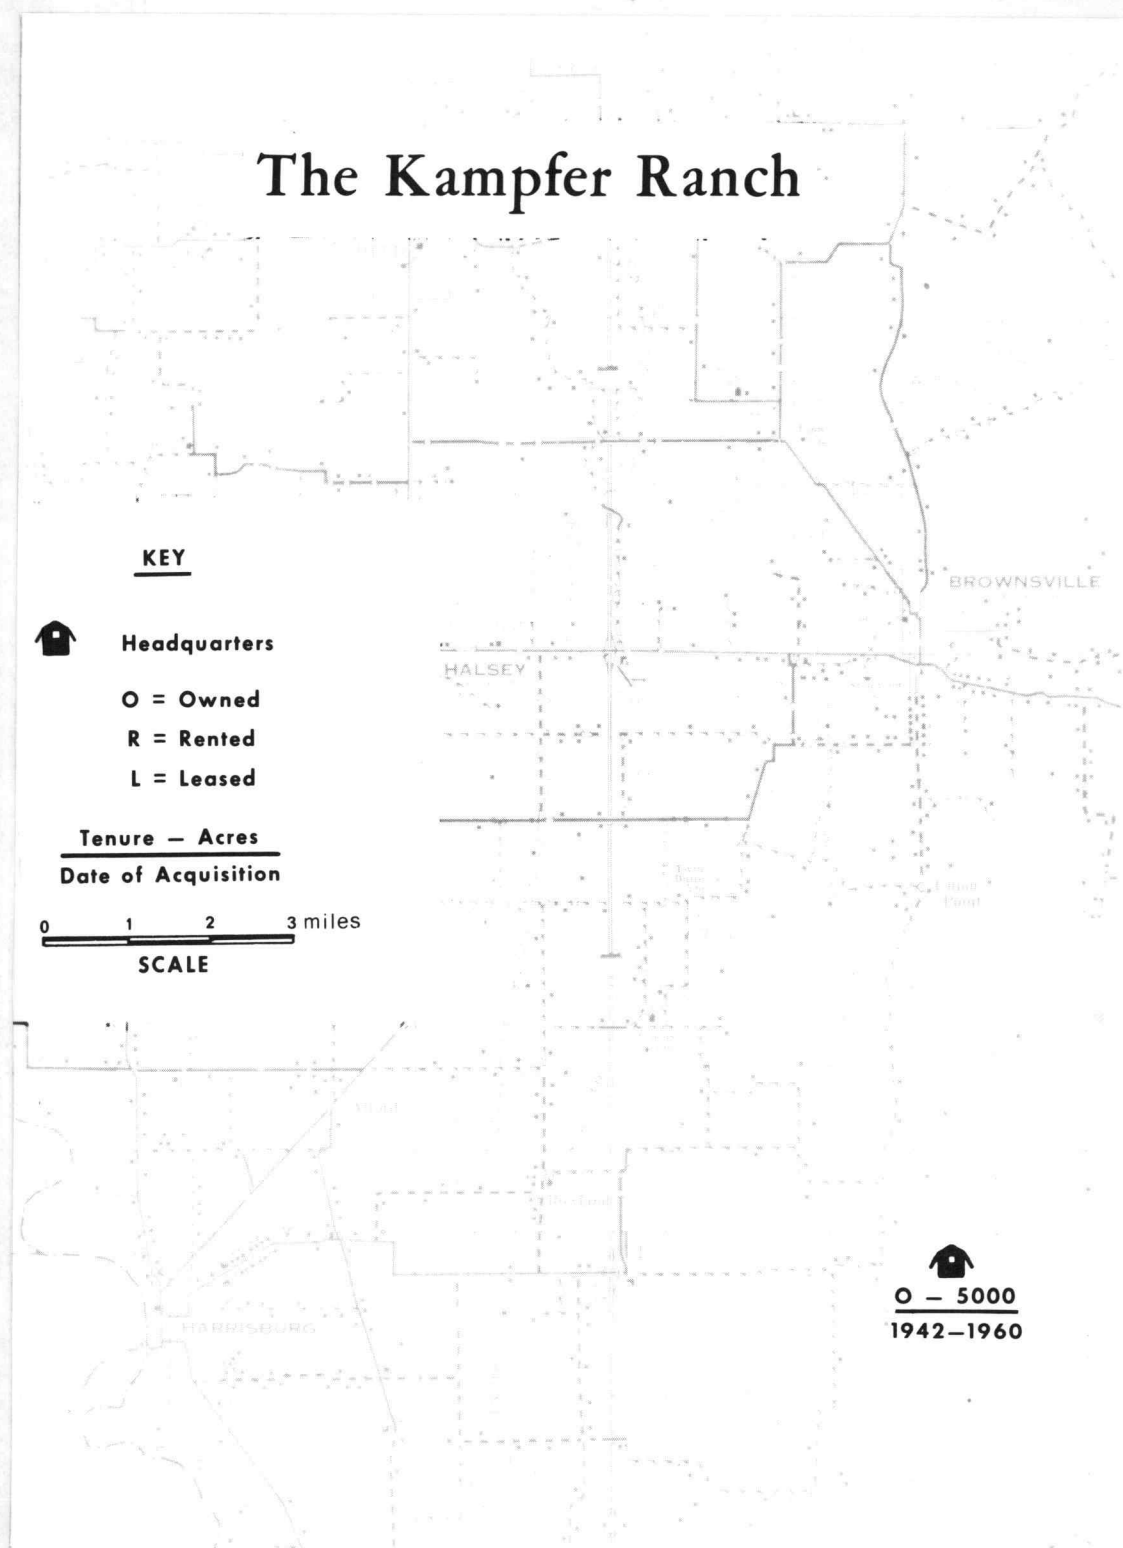 The Kampfer Ranch
KEY
BROWNSVILLE
Headquarters
HALSEY
O = Owned
R = Rented
L = Leased
Tenure — Acres
Date of Acquisition
0 1 2 3 miles
SCALE
HARRISBURG
O — 5000
1942—1960